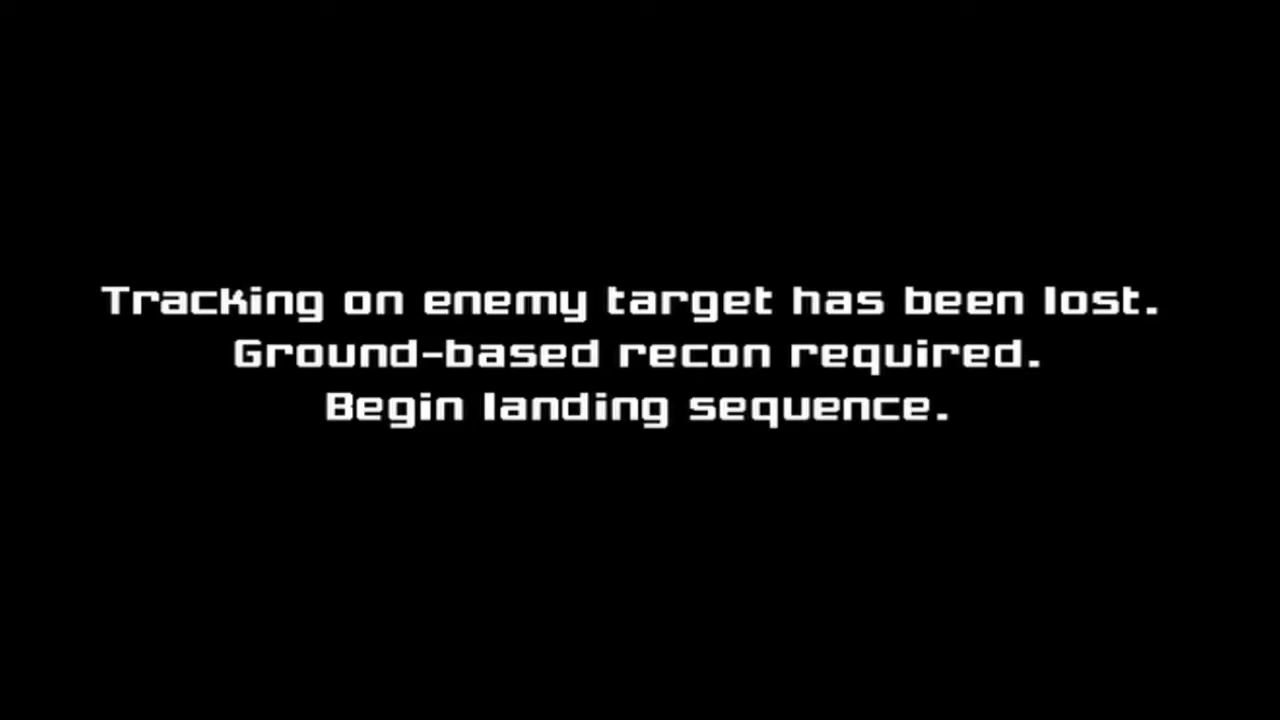 Tracking on enemy target has been lost.
Ground-based recon required.
Begin landing sequence.